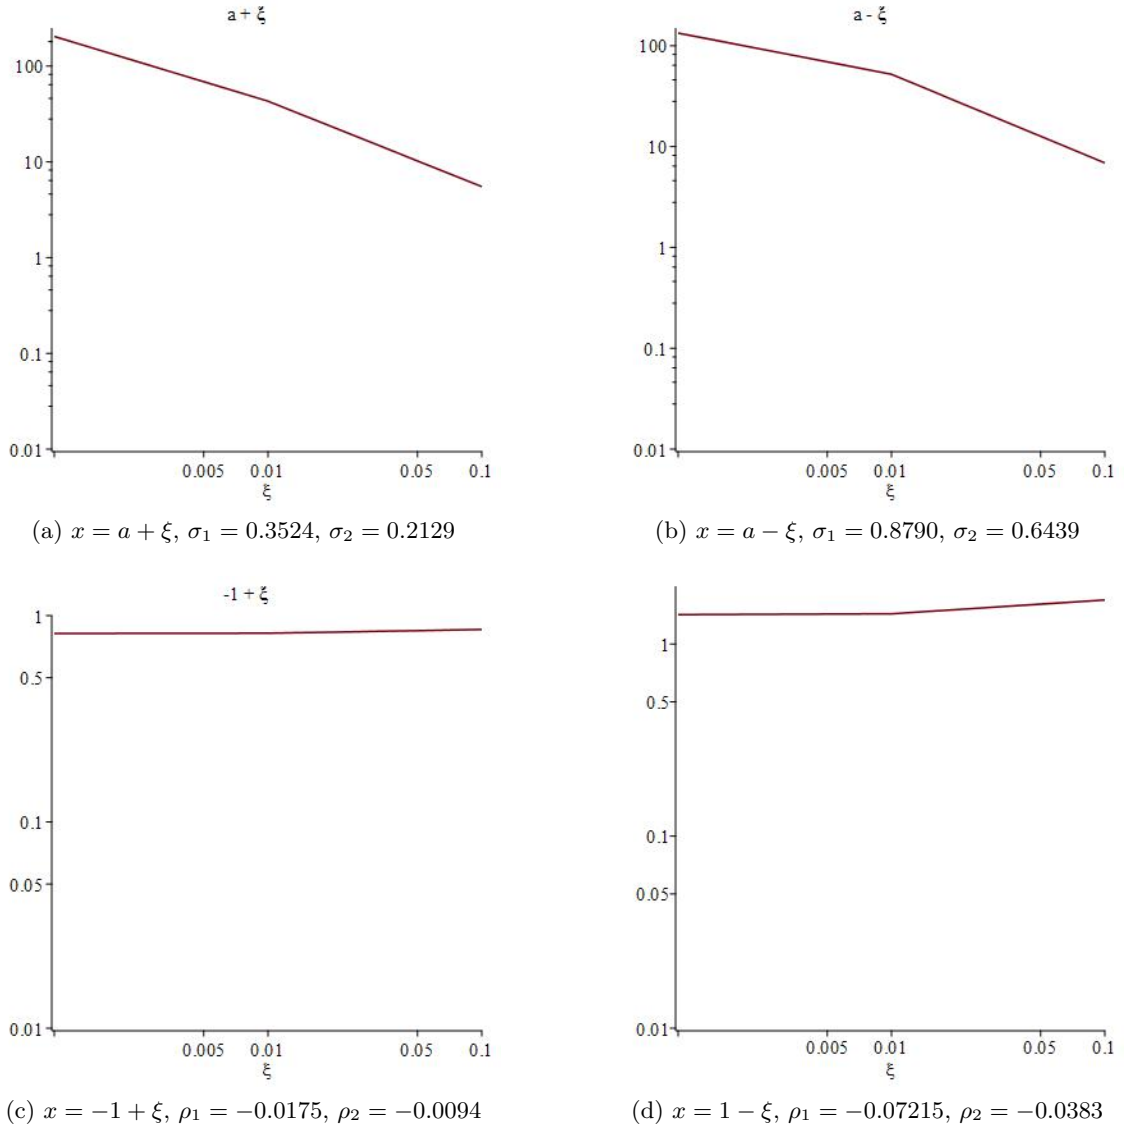 a + ξ
100
10
1
0.1
0.01
0.005 0.01 0.05 0.1
ξ
(a) x = a + ξ, σ₁ = 0.3524, σ₂ = 0.2129
a - ξ
100
10
1
0.1
0.01
0.005 0.01 0.05 0.1
ξ
(b) x = a − ξ, σ₁ = 0.8790, σ₂ = 0.6439
-1 + ξ
1
0.5
0.1
0.05
0.01
0.005 0.01 0.05 0.1
ξ
(c) x = −1 + ξ, ρ₁ = −0.0175, ρ₂ = −0.0094
1
0.5
0.1
0.05
0.01
0.005 0.01 0.05 0.1
ξ
(d) x = 1 − ξ, ρ₁ = −0.07215, ρ₂ = −0.0383